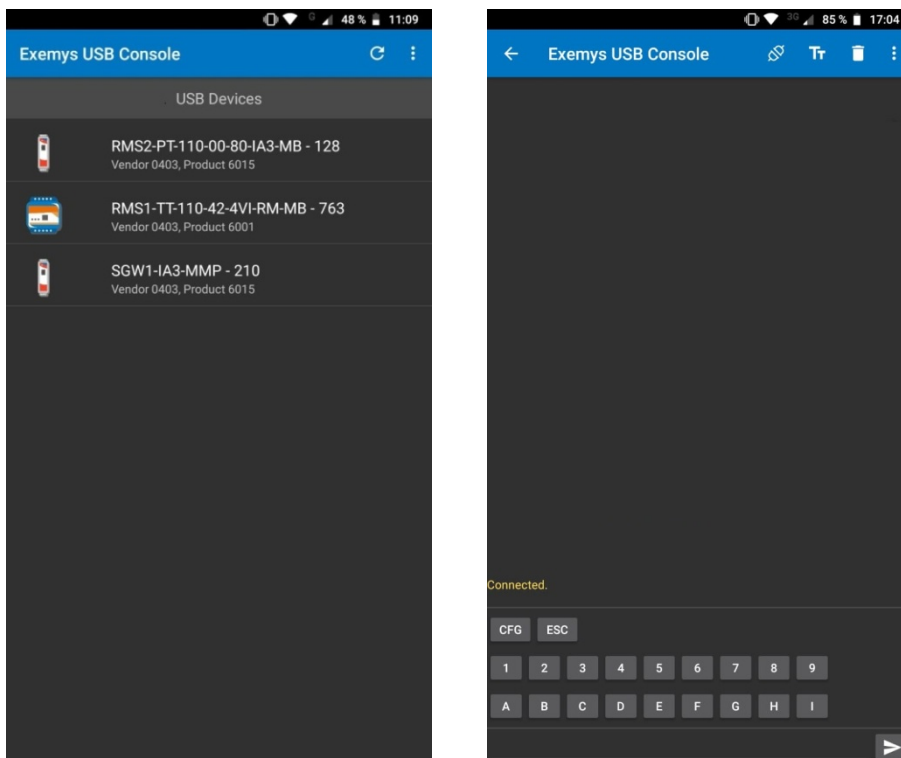 G 48 % 11:09
Exemys USB Console
USB Devices
RMS2-PT-110-00-80-IA3-MB - 128
Vendor 0403, Product 6015
RMS1-TT-110-42-4VI-RM-MB - 763
Vendor 0403, Product 6001
SGW1-IA3-MMP - 210
Vendor 0403, Product 6015
3G 85 % 17:04
Exemys USB Console Tт
Connected.
CFG ESC
1 2 3 4 5 6 7 8 9
A B C D E F G H I